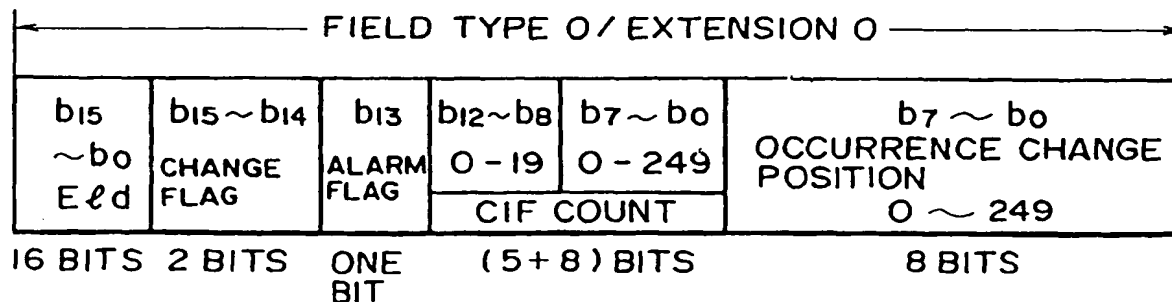 FIELD TYPE 0/EXTENSION 0
b15
~b0
Eld
b15~b14
CHANGE
FLAG
b13
ALARM
FLAG
b12~b8
0-19
b7~b0
0-249
CIF COUNT
b7~b0
OCCURRENCE CHANGE
POSITION
0~249
16 BITS
2 BITS
ONE
BIT
(5+8) BITS
8 BITS